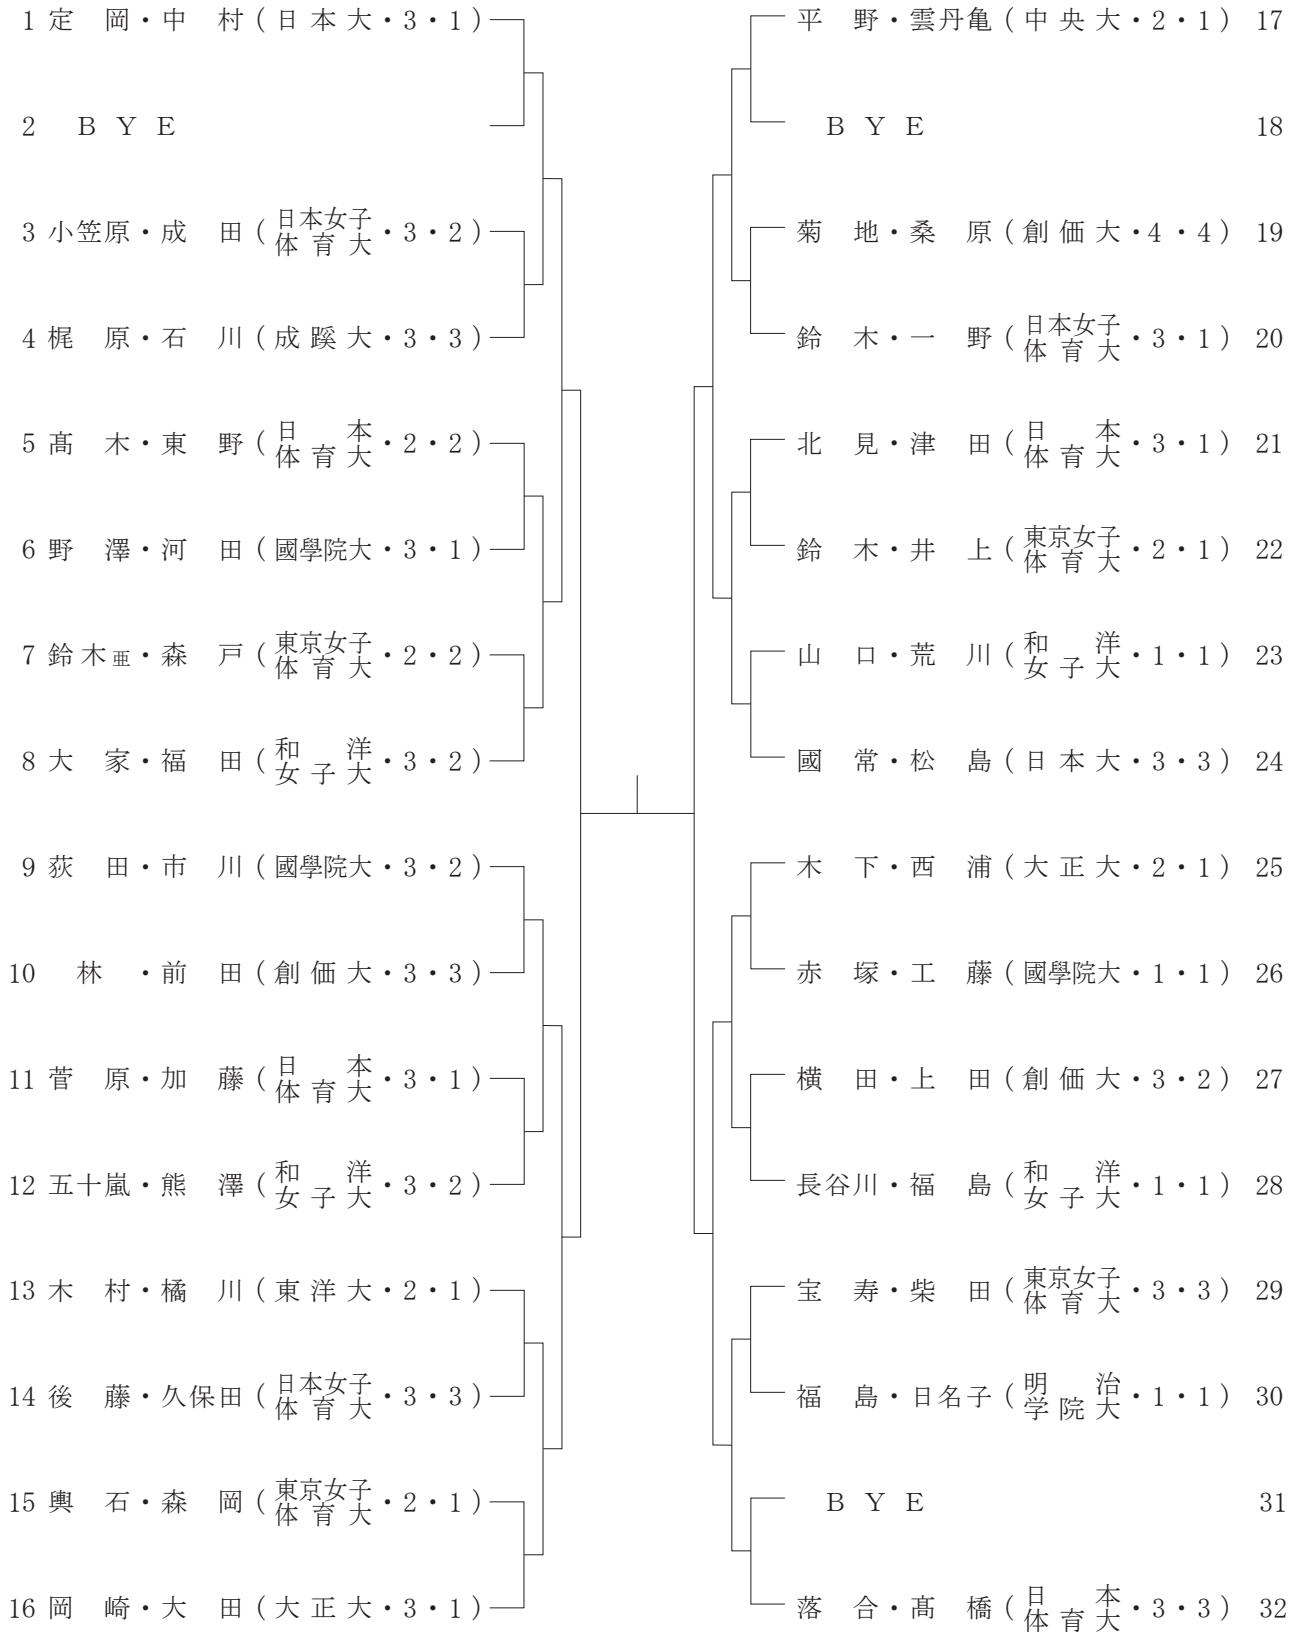 1 定岡・中村(日本大・3・1)
2 BYE
3 小笠原・成田(日本女子体育大・3・2)
4 梶原・石川(成蹊大・3・3)
5 髙木・東野(日本体育大・2・2)
6 野澤・河田(國學院大・3・1)
7 鈴木亜・森戸(東京女子体育大・2・2)
8 大家・福田(和洋女子大・3・2)
9 荻田・市川(國學院大・3・2)
10 林・前田(創価大・3・3)
11 菅原・加藤(日本体育大・3・1)
12 五十嵐・熊澤(和洋女子大・3・2)
13 木村・橘川(東洋大・2・1)
14 後藤・久保田(日本女子体育大・3・3)
15 輿石・森岡(東京女子体育大・2・1)
16 岡崎・大田(大正大・3・1)
平野・雲丹亀(中央大・2・1) 17
BYE 18
菊地・桑原(創価大・4・4) 19
鈴木・一野(日本女子体育大・3・1) 20
北見・津田(日本体育大・3・1) 21
鈴木・井上(東京女子体育大・2・1) 22
山口・荒川(和洋女子大・1・1) 23
國常・松島(日本大・3・3) 24
木下・西浦(大正大・2・1) 25
赤塚・工藤(國學院大・1・1) 26
横田・上田(創価大・3・2) 27
長谷川・福島(和洋女子大・1・1) 28
宝寿・柴田(東京女子体育大・3・3) 29
福島・日名子(明治学院大・1・1) 30
BYE 31
落合・髙橋(日本体育大・3・3) 32